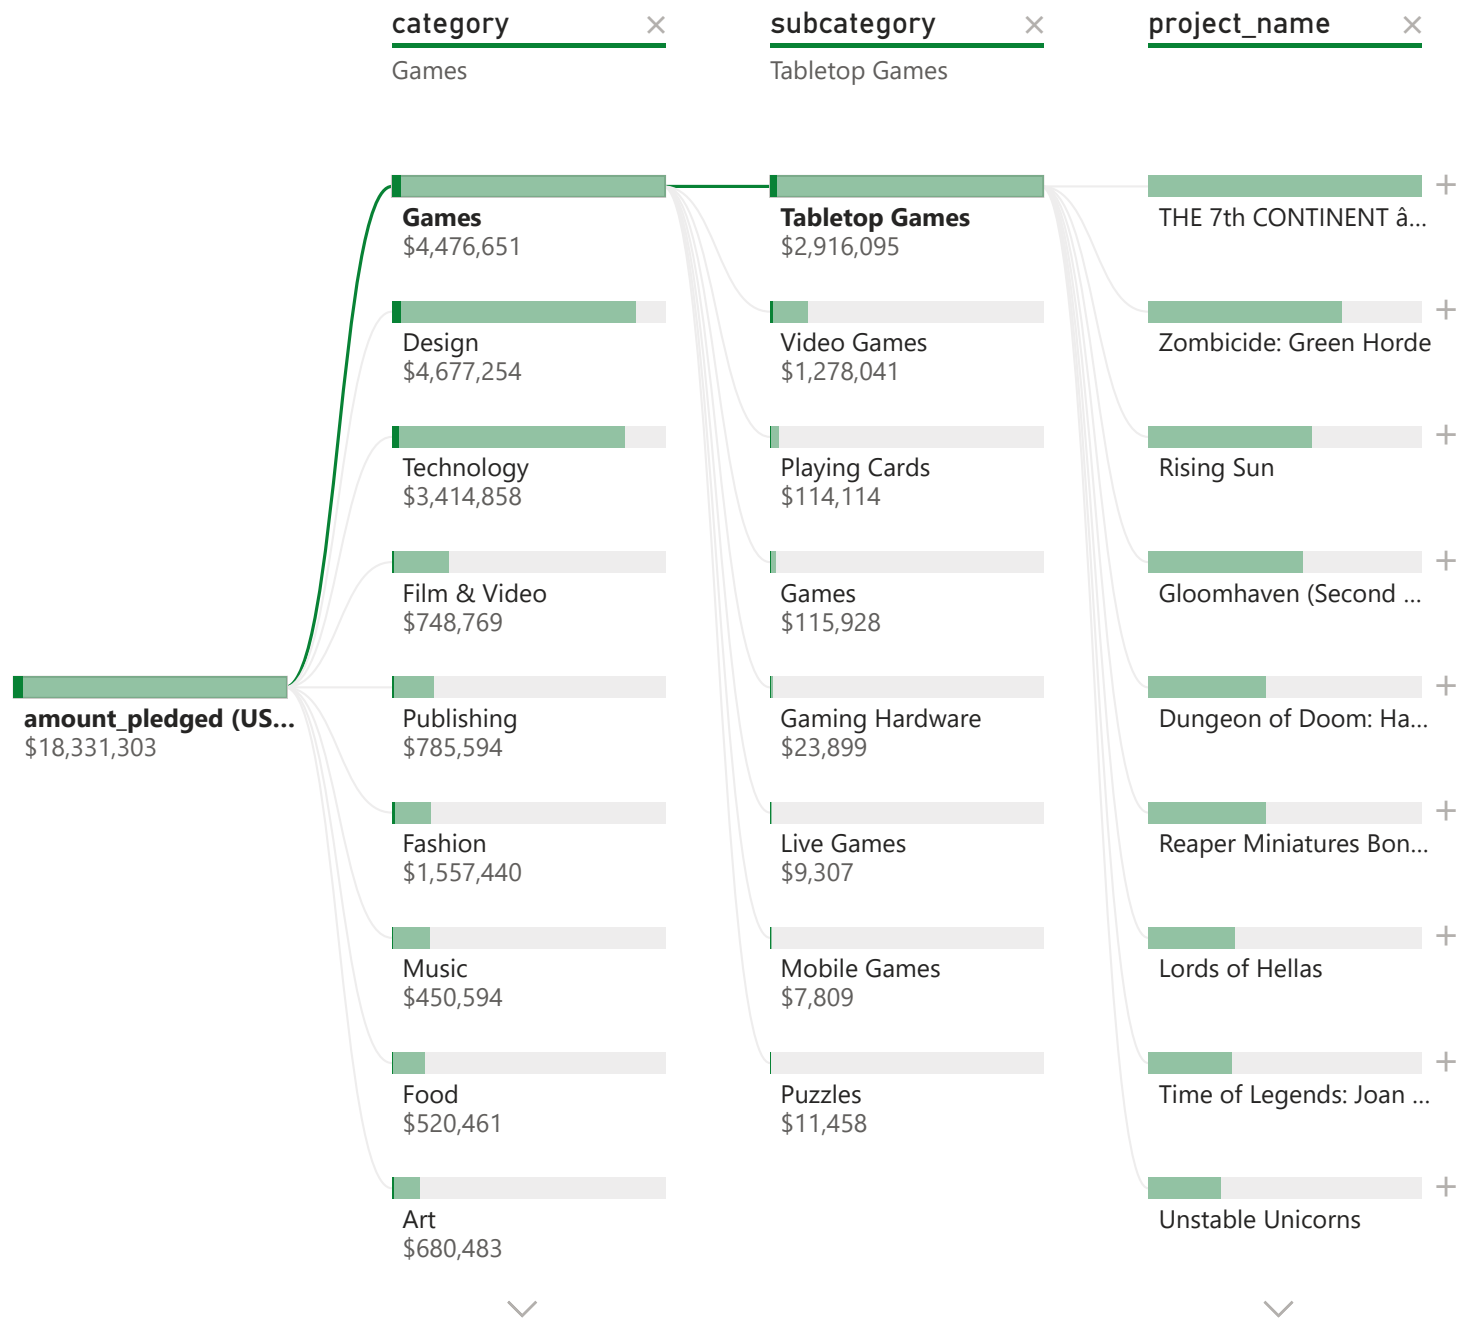 category
Games
subcategory
Tabletop Games
project_name
amount_pledged (US...
$18,331,303
Games
$4,476,651
Design
$4,677,254
Technology
$3,414,858
Film & Video
$748,769
Publishing
$785,594
Fashion
$1,557,440
Music
$450,594
Food
$520,461
Art
$680,483
Tabletop Games
$2,916,095
Video Games
$1,278,041
Playing Cards
$114,114
Games
$115,928
Gaming Hardware
$23,899
Live Games
$9,307
Mobile Games
$7,809
Puzzles
$11,458
THE 7th CONTINENT â...
Zombicide: Green Horde
Rising Sun
Gloomhaven (Second ...
Dungeon of Doom: Ha...
Reaper Miniatures Bon...
Lords of Hellas
Time of Legends: Joan ...
Unstable Unicorns